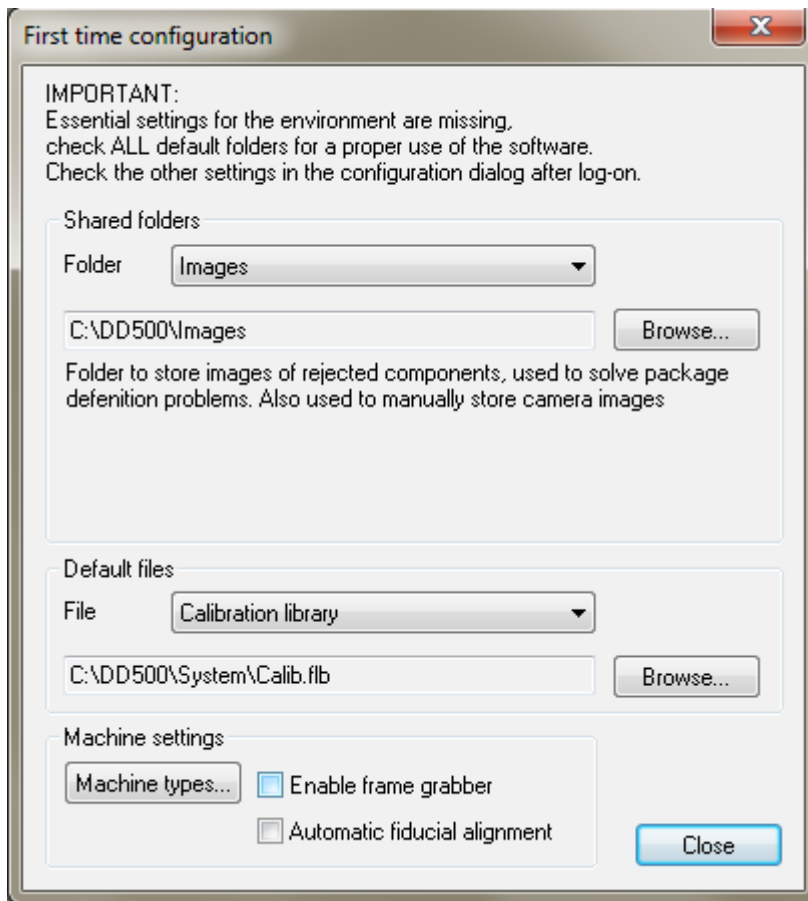 First time configuration
IMPORTANT:
Essential settings for the environment are missing,
check ALL default folders for a proper use of the software.
Check the other settings in the configuration dialog after log-on.
Shared folders
Folder Images
C:\DD500\Images Browse...
Folder to store images of rejected components, used to solve package
defenition problems. Also used to manually store camera images
Default files
File Calibration library
C:\DD500\System\Calib.flb Browse...
Machine settings
Machine types... Enable frame grabber
Automatic fiducial alignment
Close